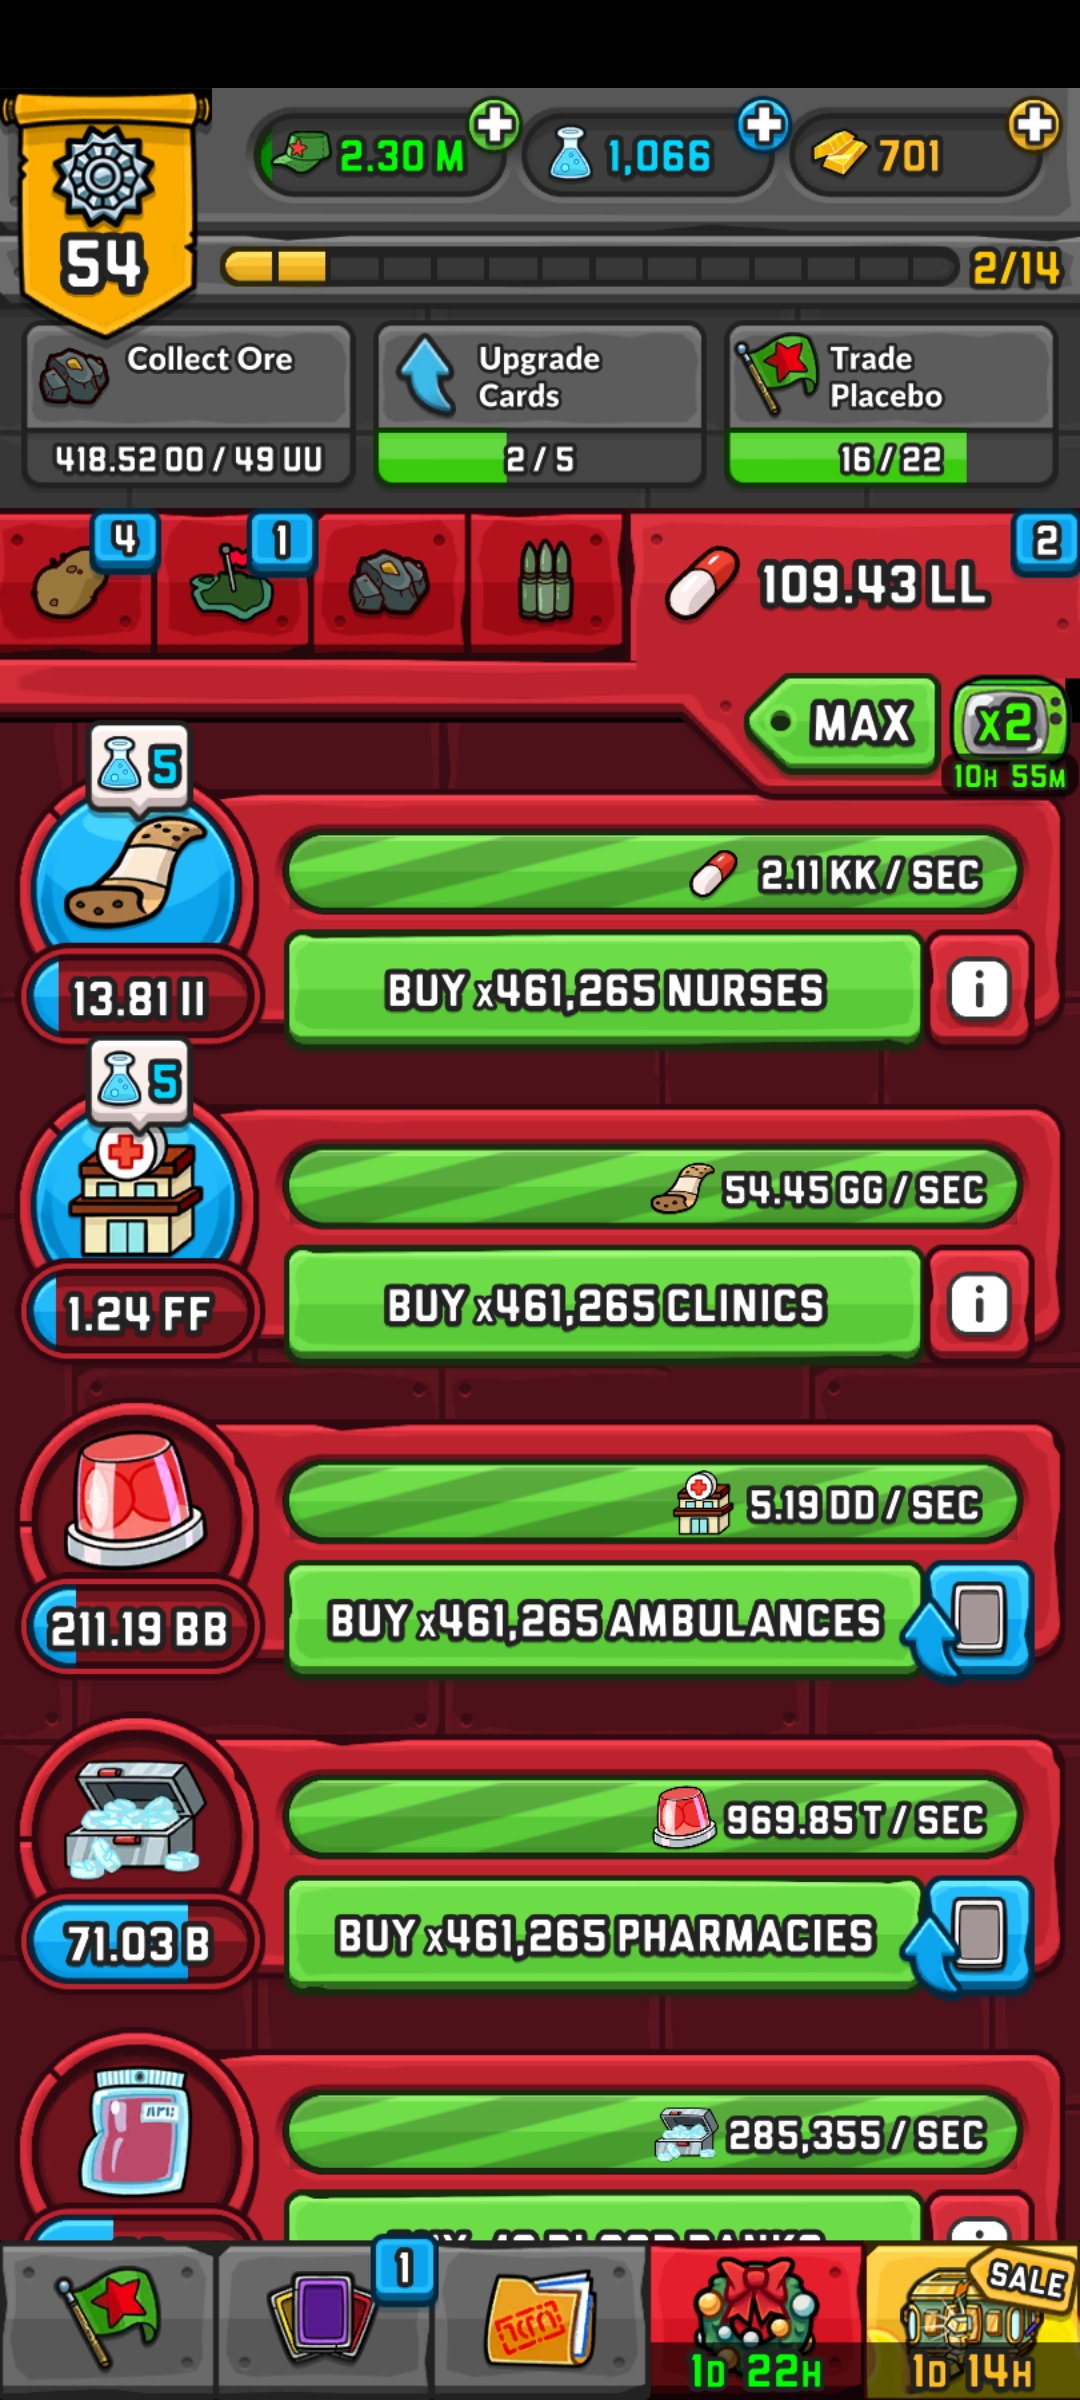 2.30 M
1,066
701
54
2/14
Collect Ore
418.52 OO / 49 UU
Upgrade
Cards
2 / 5
Trade
Placebo
16 / 22
4
1
109.43 LL
2
MAX
x2
10H 55M
5
2.11 KK / SEC
13.81 II
BUY x461,265 NURSES
i
5
54.45 GG / SEC
1.24 FF
BUY x461,265 CLINICS
i
5.19 DD / SEC
211.19 BB
BUY x461,265 AMBULANCES
969.85 T / SEC
71.03 B
BUY x461,265 PHARMACIES
285,355 / SEC
1
SALE
1D 22H
1D 14H